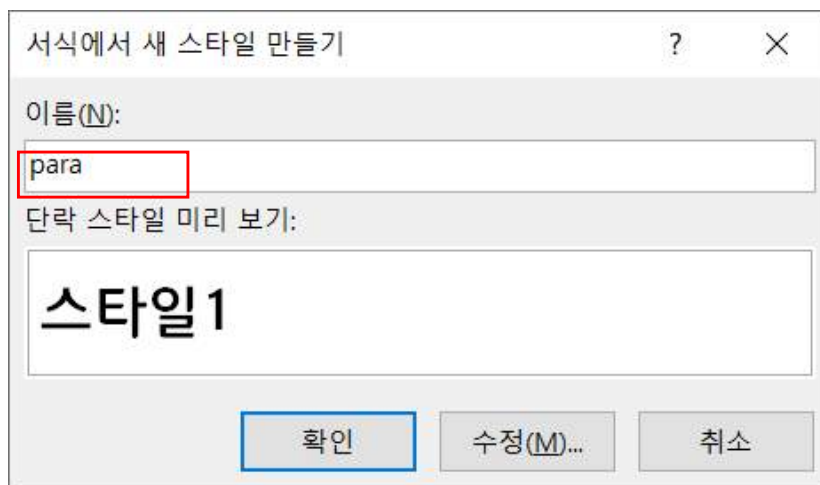 서식에서 새 스타일 만들기 ?
이름(N):
para
단락 스타일 미리 보기:
스타일1
확인 수정(M)... 취소